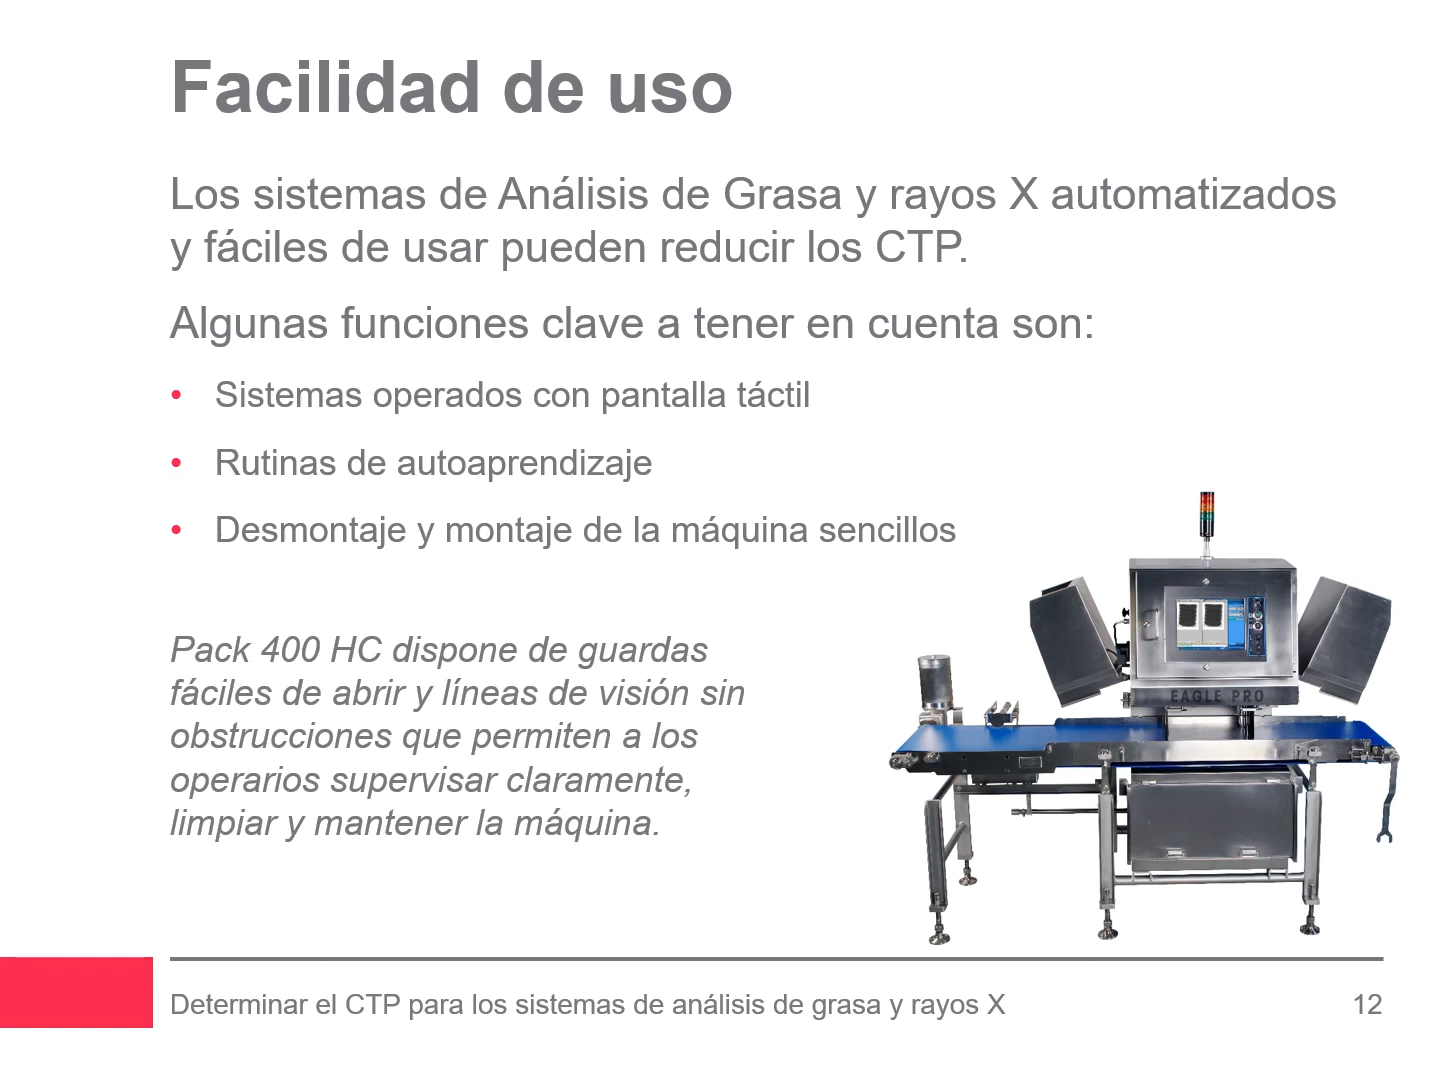 Facilidad de uso
Los sistemas de Análisis de Grasa y rayos X automatizados
y fáciles de usar pueden reducir los CTP.
Algunas funciones clave a tener en cuenta son:
• Sistemas operados con pantalla táctil
• Rutinas de autoaprendizaje
• Desmontaje y montaje de la máquina sencillos
Pack 400 HC dispone de guardas
fáciles de abrir y líneas de visión sin
obstrucciones que permiten a los
operarios supervisar claramente,
limpiar y mantener la máquina.
EAGLE PRO
Determinar el CTP para los sistemas de análisis de grasa y rayos X
12